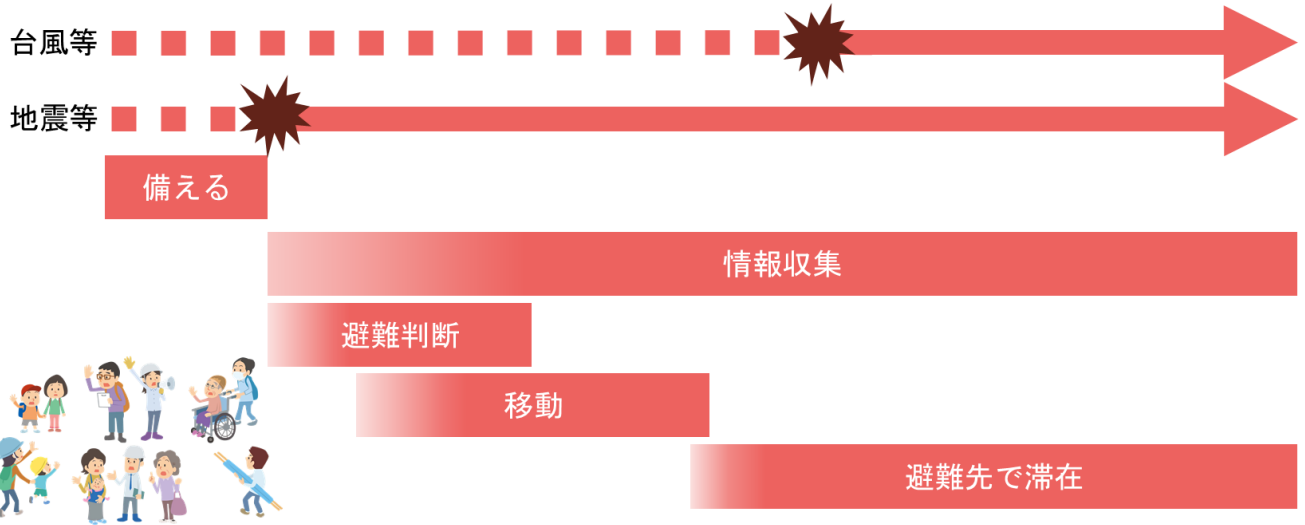 台風等
地震等
備える
情報収集
避難判断
移動
避難先で滞在